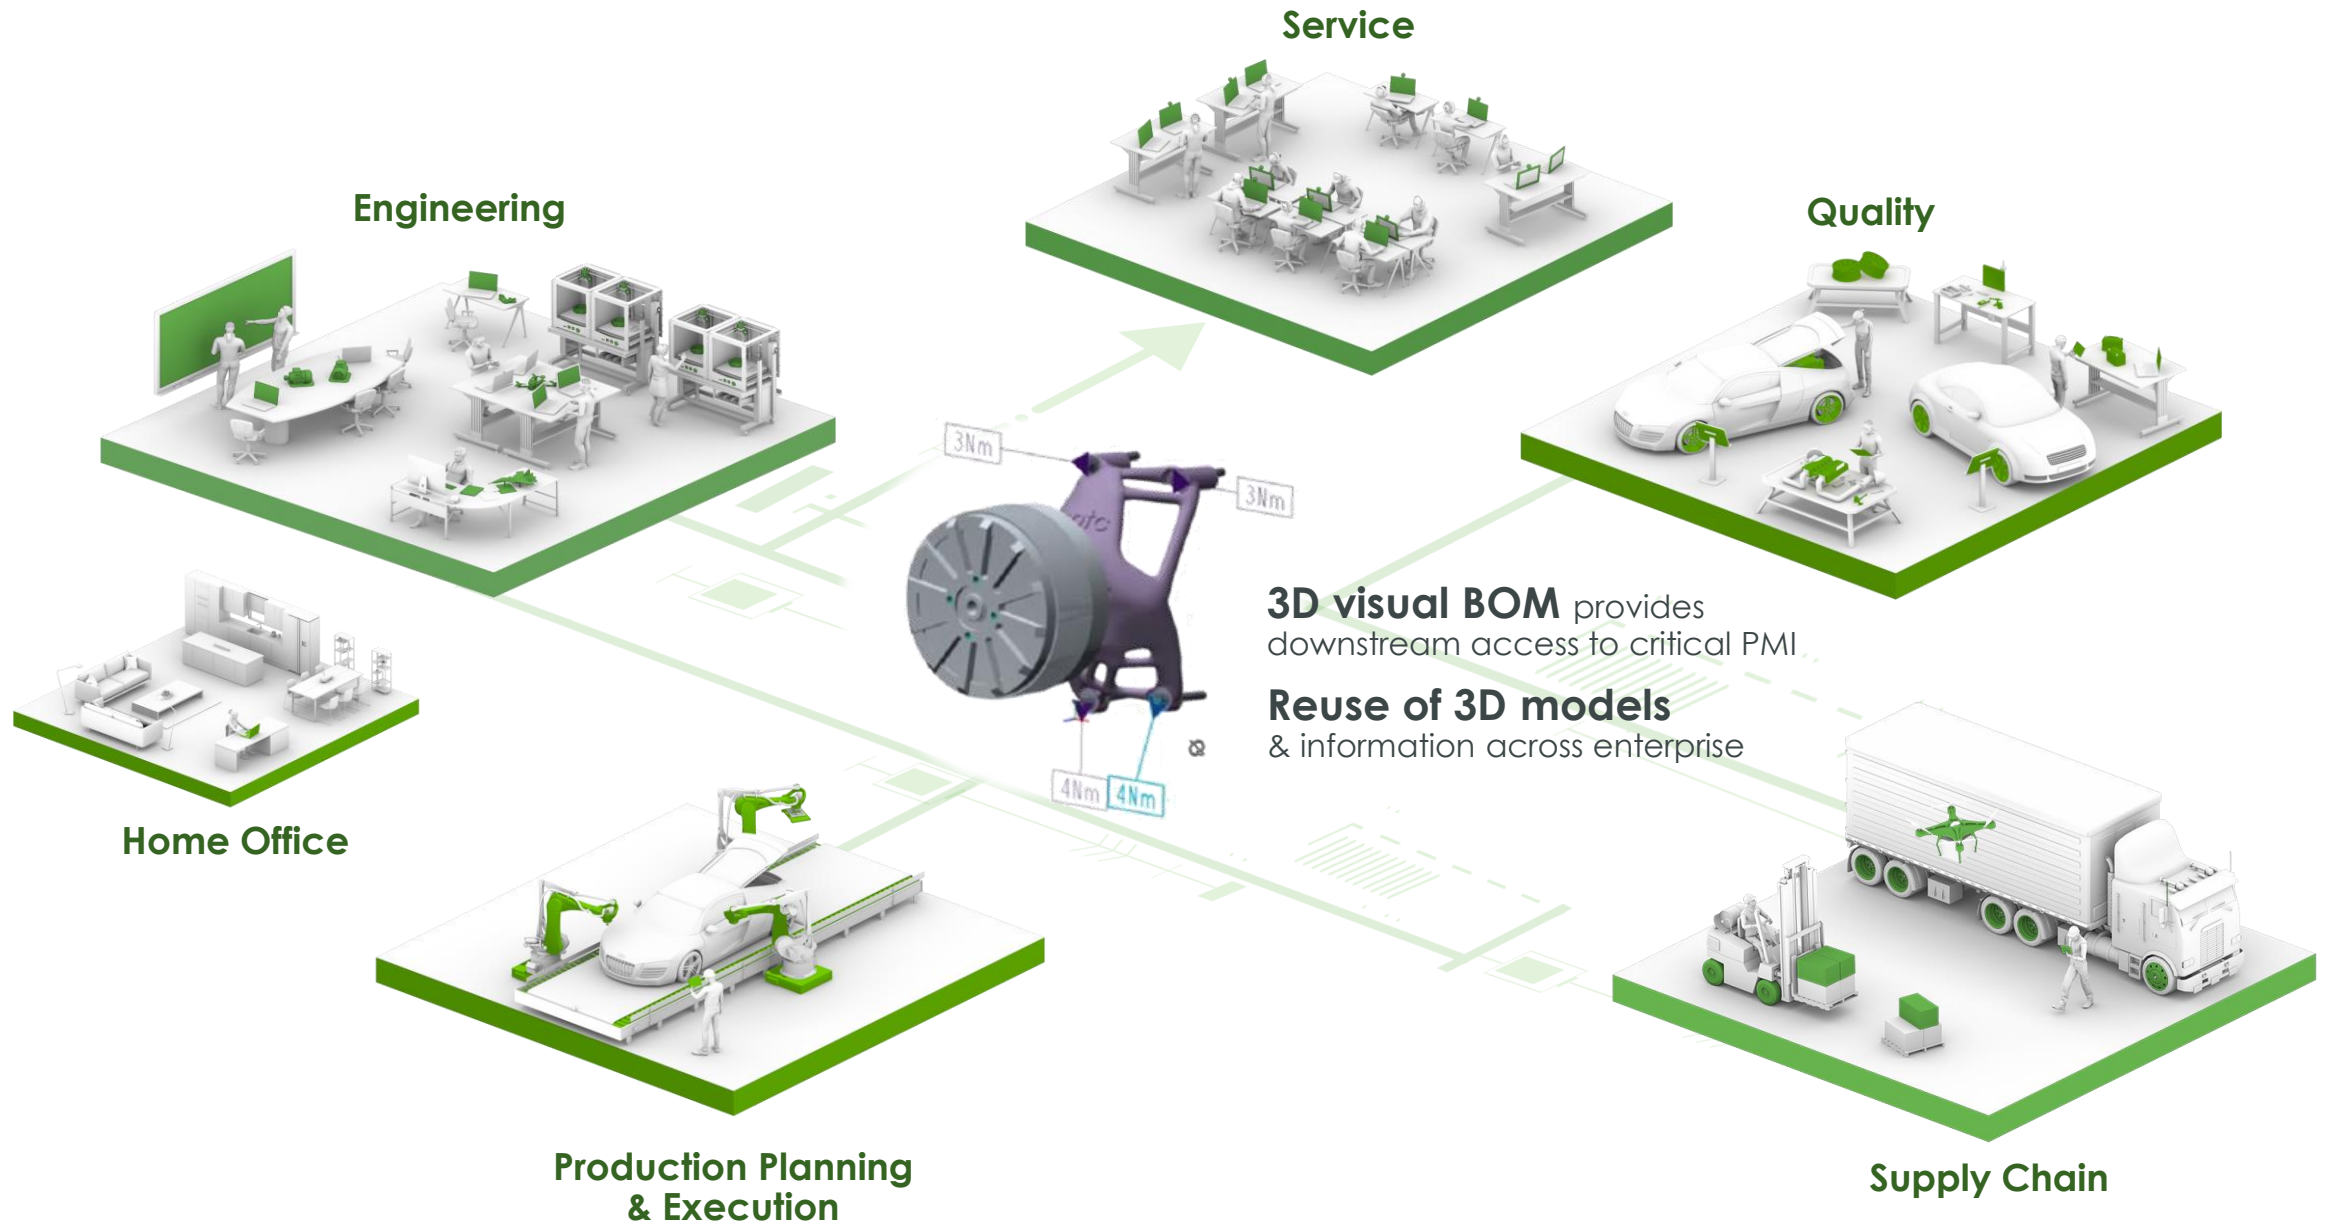 Service
Engineering
Quality
3Nm
3Nm
ptc
3D visual BOM provides
downstream access to critical PMI
Reuse of 3D models
& information across enterprise
4Nm
4Nm
Home Office
Production Planning
& Execution
Supply Chain